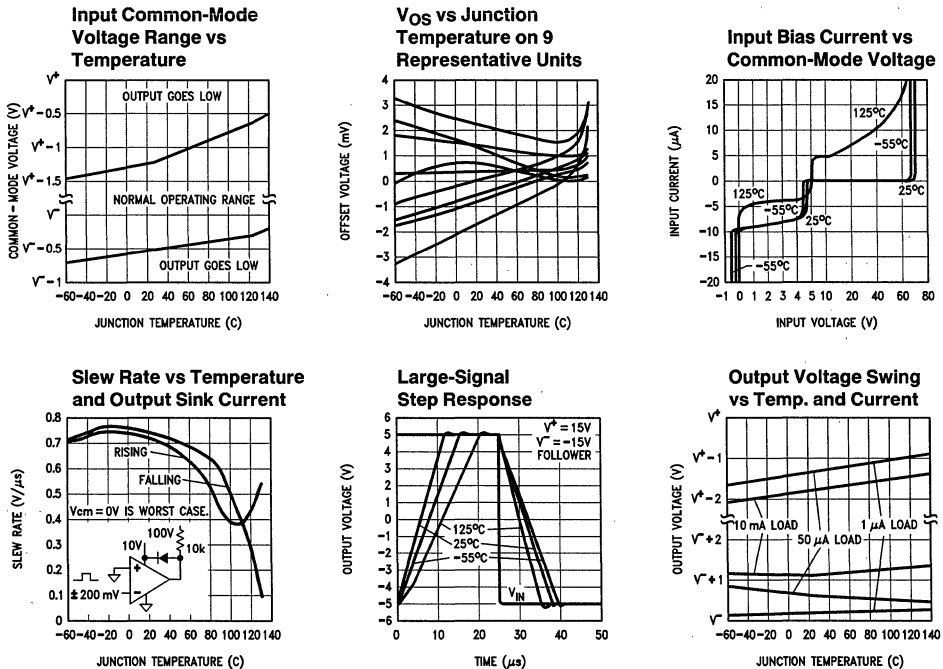 Input Common-Mode
Voltage Range vs
Temperature
V+
V+ −0.5
V+ −1
V+ −1.5
V−
V− −0.5
V− −1
COMMON − MODE VOLTAGE (V)
OUTPUT GOES LOW
NORMAL OPERATING RANGE
OUTPUT GOES LOW
−60 −40 −20 0 20 40 60 80 100 120 140
JUNCTION TEMPERATURE (C)
VOS vs Junction
Temperature on 9
Representative Units
4
3
2
1
0
−1
−2
−3
−4
OFFSET VOLTAGE (mV)
−60 −40 −20 0 20 40 60 80 100 120 140
JUNCTION TEMPERATURE (C)
Input Bias Current vs
Common-Mode Voltage
20
15
10
5
0
−5
−10
−15
−20
INPUT CURRENT (μA)
125°C
−55°C
25°C
125°C
−55°C
25°C
−55°C
−1 0 1 2 3 4 5 10 20 40 60 80
INPUT VOLTAGE (V)
Slew Rate vs Temperature
and Output Sink Current
0.8
0.7
0.6
0.5
0.4
0.3
0.2
0.1
0
SLEW RATE (V/μs)
RISING
FALLING
Vcm = 0V IS WORST CASE.
100V
10V
10k
+
−
±200 mV
−60 −40 −20 0 20 40 60 80 100 120 140
JUNCTION TEMPERATURE (C)
Large-Signal
Step Response
6
5
4
3
2
1
0
−1
−2
−3
−4
−5
−6
OUTPUT VOLTAGE (V)
V+ = 15V
V− = −15V
FOLLOWER
125°C
25°C
−55°C
VIN
0 10 20 30 40 50
TIME (μs)
Output Voltage Swing
vs Temp. and Current
V+
V+ −1
V+ −2
V− +2
V− +1
V−
OUTPUT VOLTAGE (V)
10 mA LOAD
1 μA LOAD
50 μA LOAD
−60 −40 −20 0 20 40 60 80 100 120 140
JUNCTION TEMPERATURE (C)